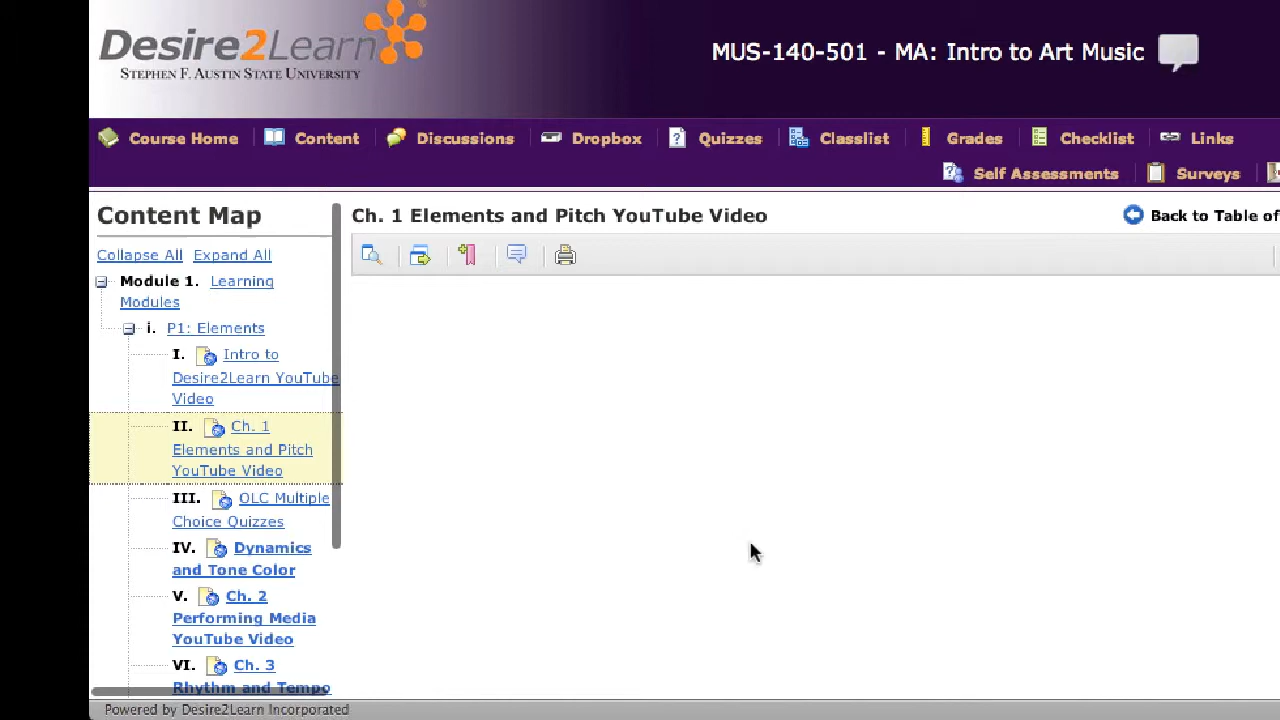 Desire2Learn
STEPHEN F. AUSTIN STATE UNIVERSITY
MUS-140-501 - MA: Intro to Art Music
Course Home Content Discussions Dropbox Quizzes Classlist Grades Checklist Links
Self Assessments Surveys
Content Map
Collapse All Expand All
Module 1. Learning
Modules
i. P1: Elements
I. Intro to
Desire2Learn YouTube
Video
II. Ch. 1
Elements and Pitch
YouTube Video
III. OLC Multiple
Choice Quizzes
IV. Dynamics
and Tone Color
V. Ch. 2
Performing Media
YouTube Video
VI. Ch. 3
Rhythm and Tempo
Ch. 1 Elements and Pitch YouTube Video
Back to Table of
Powered by Desire2Learn Incorporated